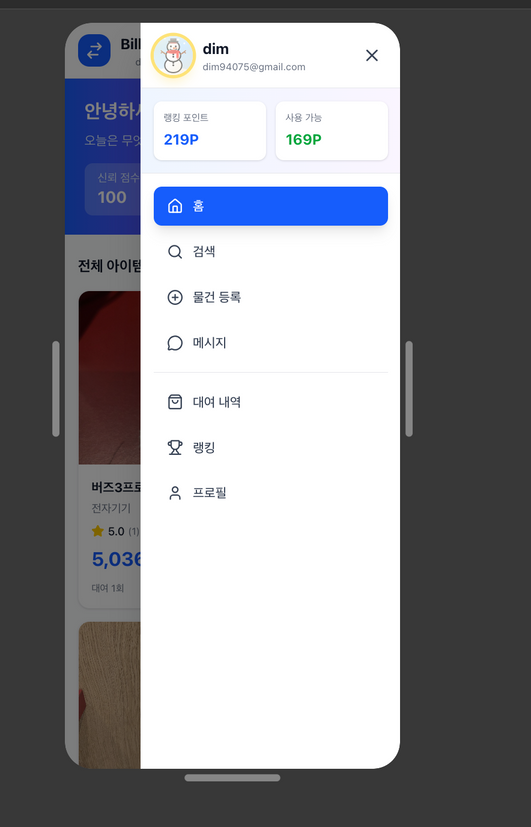 Bill
dim
dim94075@gmail.com
랭킹 포인트
사용 가능
219P
169P
안녕하
오늘은
신뢰 점수
100
홈
검색
물건 등록
메시지
대여 내역
랭킹
프로필
전체 아이템
버즈3프로
전자기기
5.0 (1)
5,036
대여 1회